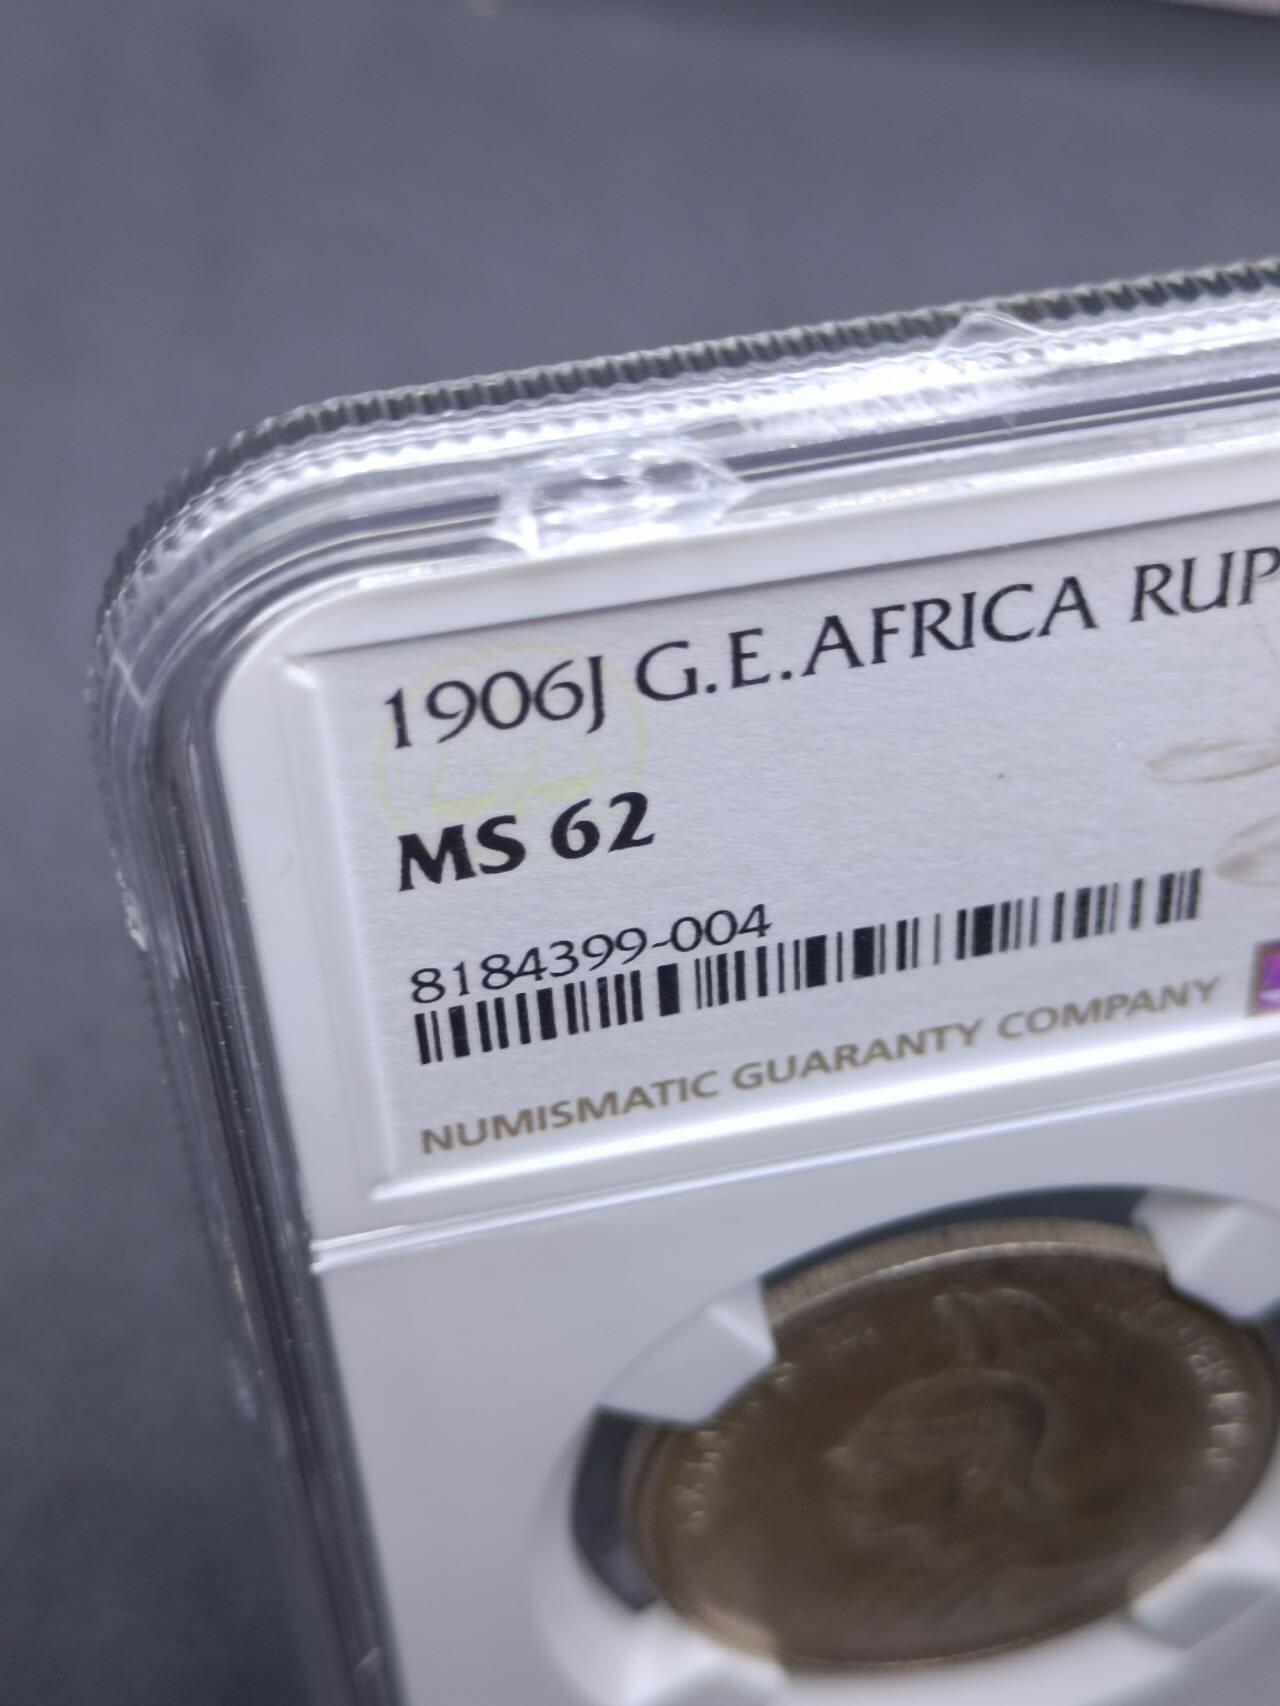 1906J G.E.AFRICA RUP
MS 62
8184399-004
NUMISMATIC GUARANTY COMPANY